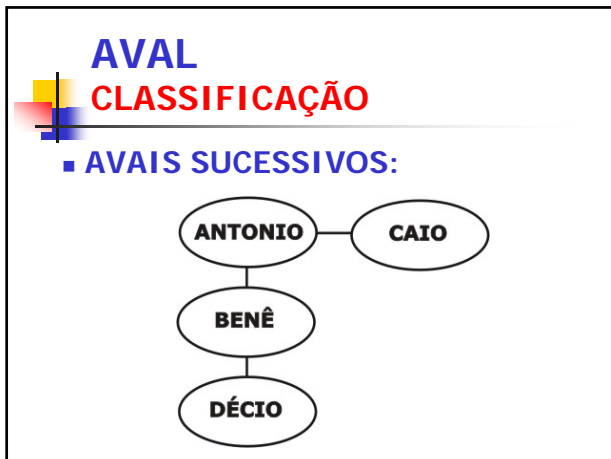 AVAL
CLASSIFICAÇÃO
AVAIS SUCESSIVOS:
ANTONIO
CAIO
BENÊ
DÉCIO